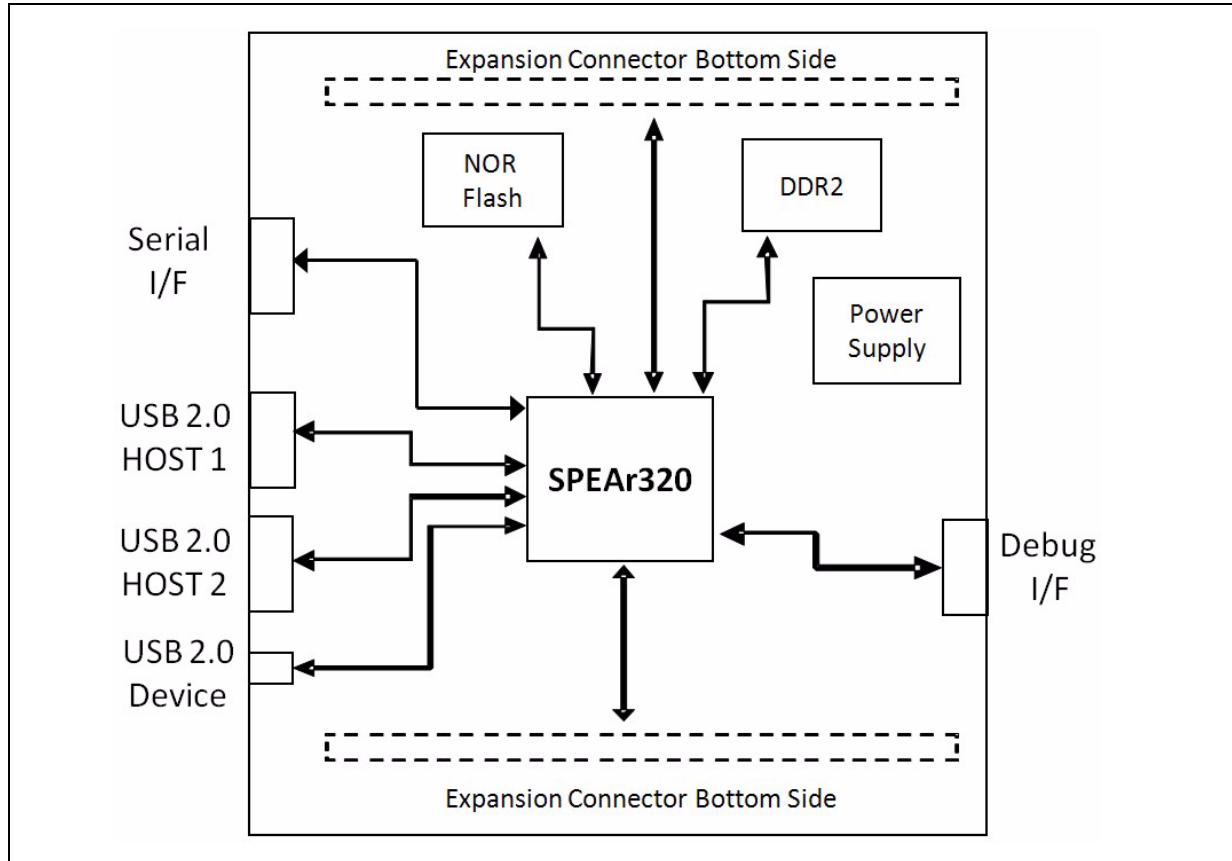 Expansion Connector Bottom Side
NOR
Flash
DDR2
Serial
I/F
Power
Supply
USB 2.0
HOST 1
SPEAr320
USB 2.0
HOST 2
Debug
I/F
USB 2.0
Device
Expansion Connector Bottom Side